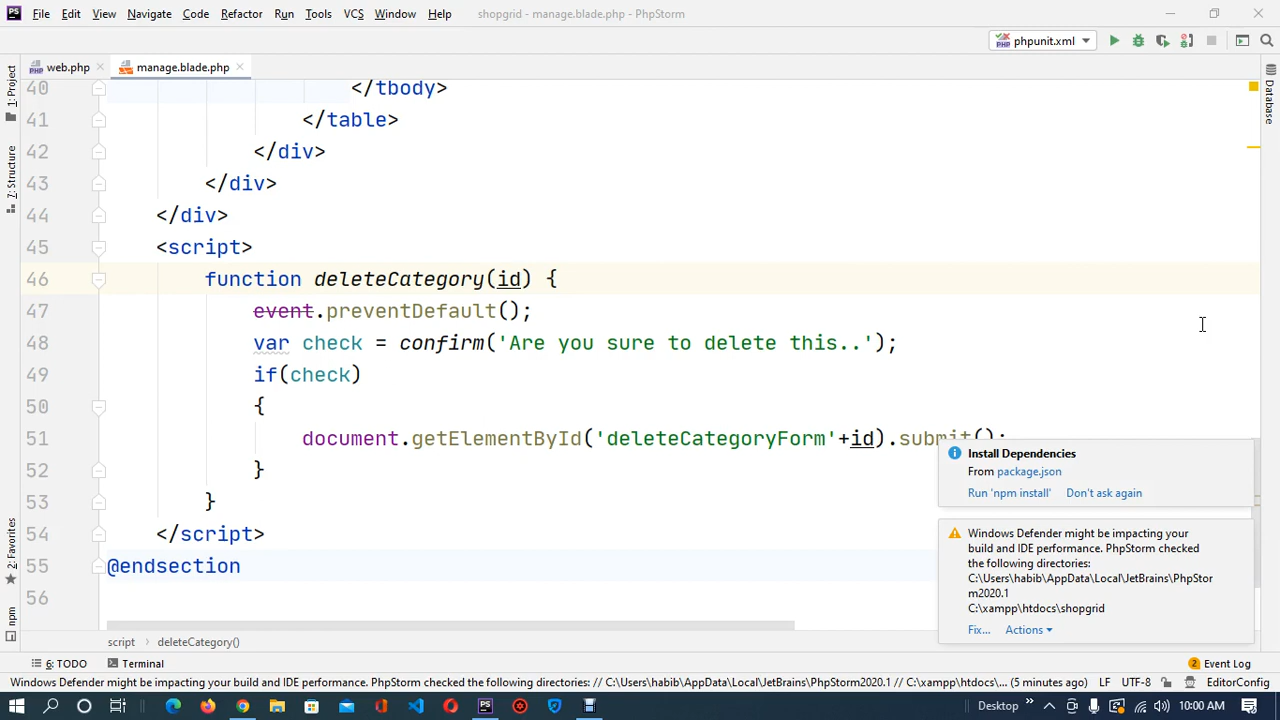 File Edit View Navigate Code Refactor Run Tools VCS Window Help shopgrid - manage.blade.php - PhpStorm
phpunit.xml
web.php manage.blade.php
1: Project
7: Structure
2: Favorites
npm
Database
40 </tbody>
41 </table>
42 </div>
43 </div>
44 </div>
45 <script>
46 function deleteCategory(id) {
47 event.preventDefault();
48 var check = confirm('Are you sure to delete this..');
49 if(check)
50 {
51 document.getElementById('deleteCategoryForm'+id).submit();
52 }
53 }
54 </script>
55 @endsection
56
Install Dependencies
From package.json
Run 'npm install' Don't ask again
Windows Defender might be impacting your
build and IDE performance. PhpStorm checked
the following directories:
C:\Users\habib\AppData\Local\JetBrains\PhpStor
m2020.1
C:\xampp\htdocs\shopgrid
Fix... Actions
script deleteCategory()
6: TODO Terminal 2 Event Log
Windows Defender might be impacting your build and IDE performance. PhpStorm checked the following directories: // C:\Users\habib\AppData\Local\JetBrains\PhpStorm2020.1 // C:\xampp\htdocs\... (5 minutes ago) LF UTF-8 EditorConfig
Desktop 10:00 AM